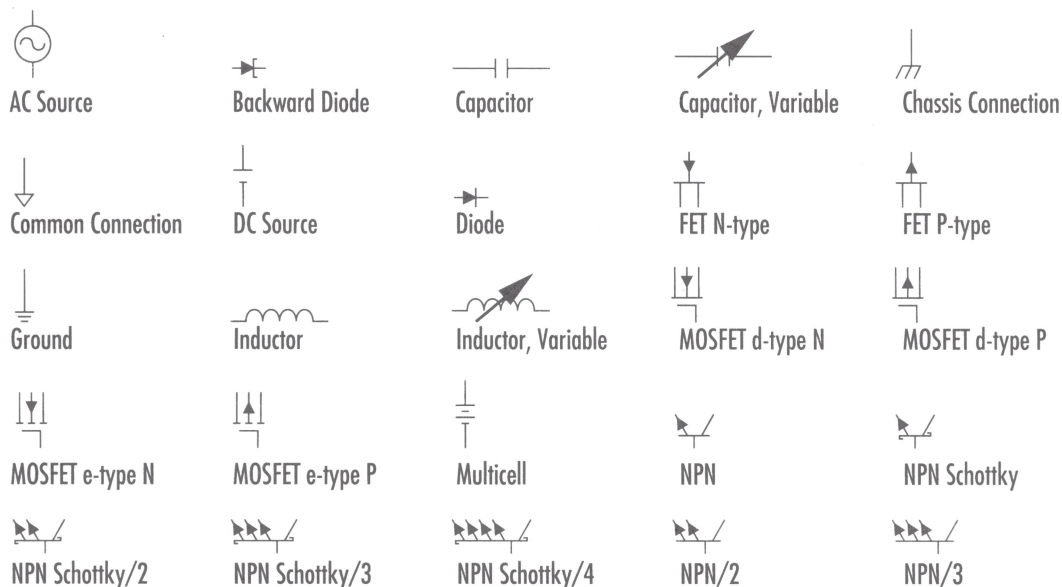 AC Source
Backward Diode
Capacitor
Capacitor, Variable
Chassis Connection
Common Connection
DC Source
Diode
FET N-type
FET P-type
Ground
Inductor
Inductor, Variable
MOSFET d-type N
MOSFET d-type P
MOSFET e-type N
MOSFET e-type P
Multicell
NPN
NPN Schottky
NPN Schottky/2
NPN Schottky/3
NPN Schottky/4
NPN/2
NPN/3